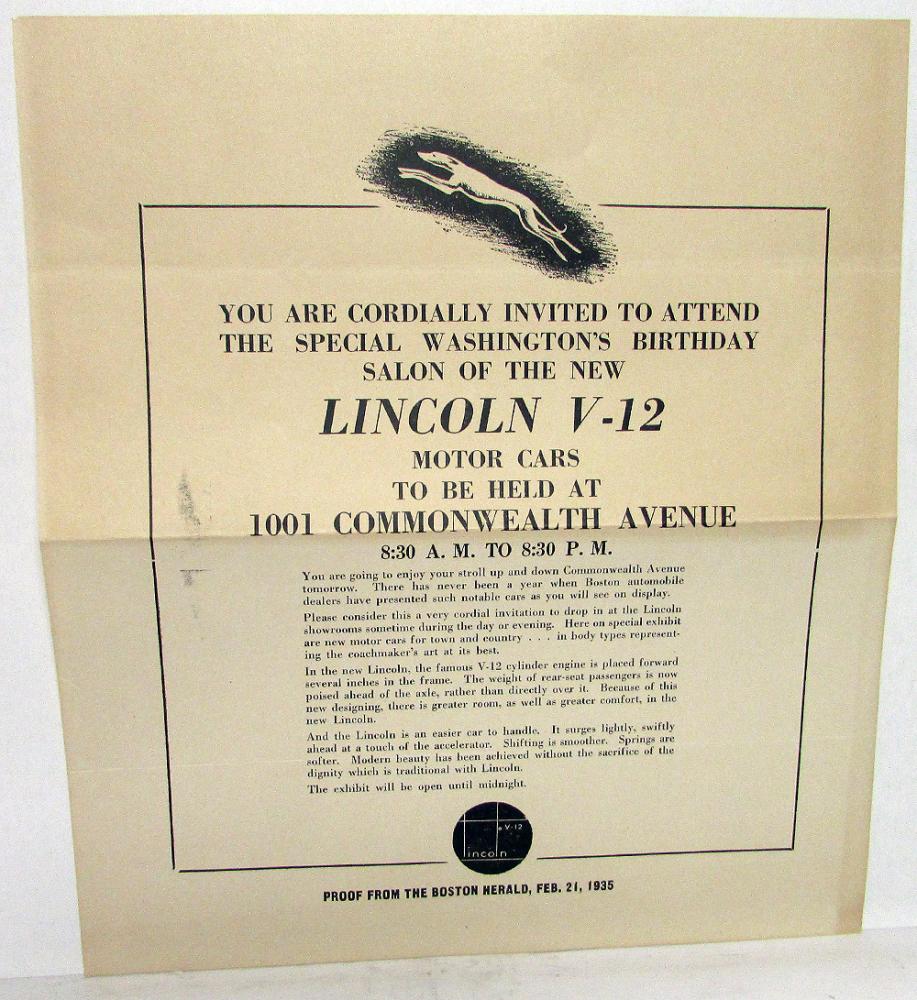 YOU ARE CORDIALLY INVITED TO ATTEND
THE SPECIAL WASHINGTON'S BIRTHDAY
SALON OF THE NEW
LINCOLN V-12
MOTOR CARS
TO BE HELD AT
1001 COMMONWEALTH AVENUE
8:30 A. M. TO 8:30 P. M.
You are going to enjoy your stroll up and down Commonwealth Avenue
tomorrow. There has never been a year when Boston automobile
dealers have presented such notable cars as you will see on display.
Please consider this a very cordial invitation to drop in at the Lincoln
showrooms sometime during the day or evening. Here on special exhibit
are new motor cars for town and country . . . in body types represent-
ing the coachmaker's art at its best.
In the new Lincoln, the famous V-12 cylinder engine is placed forward
several inches in the frame. The weight of rear-seat passengers is now
poised ahead of the axle, rather than directly over it. Because of this
new designing, there is greater room, as well as greater comfort, in the
new Lincoln.
And the Lincoln is an easier car to handle. It surges lightly, swiftly
ahead at a touch of the accelerator. Shifting is smoother. Springs are
softer. Modern beauty has been achieved without the sacrifice of the
dignity which is traditional with Lincoln.
The exhibit will be open until midnight.
V-12
Lincoln
PROOF FROM THE BOSTON HERALD, FEB. 21, 1935